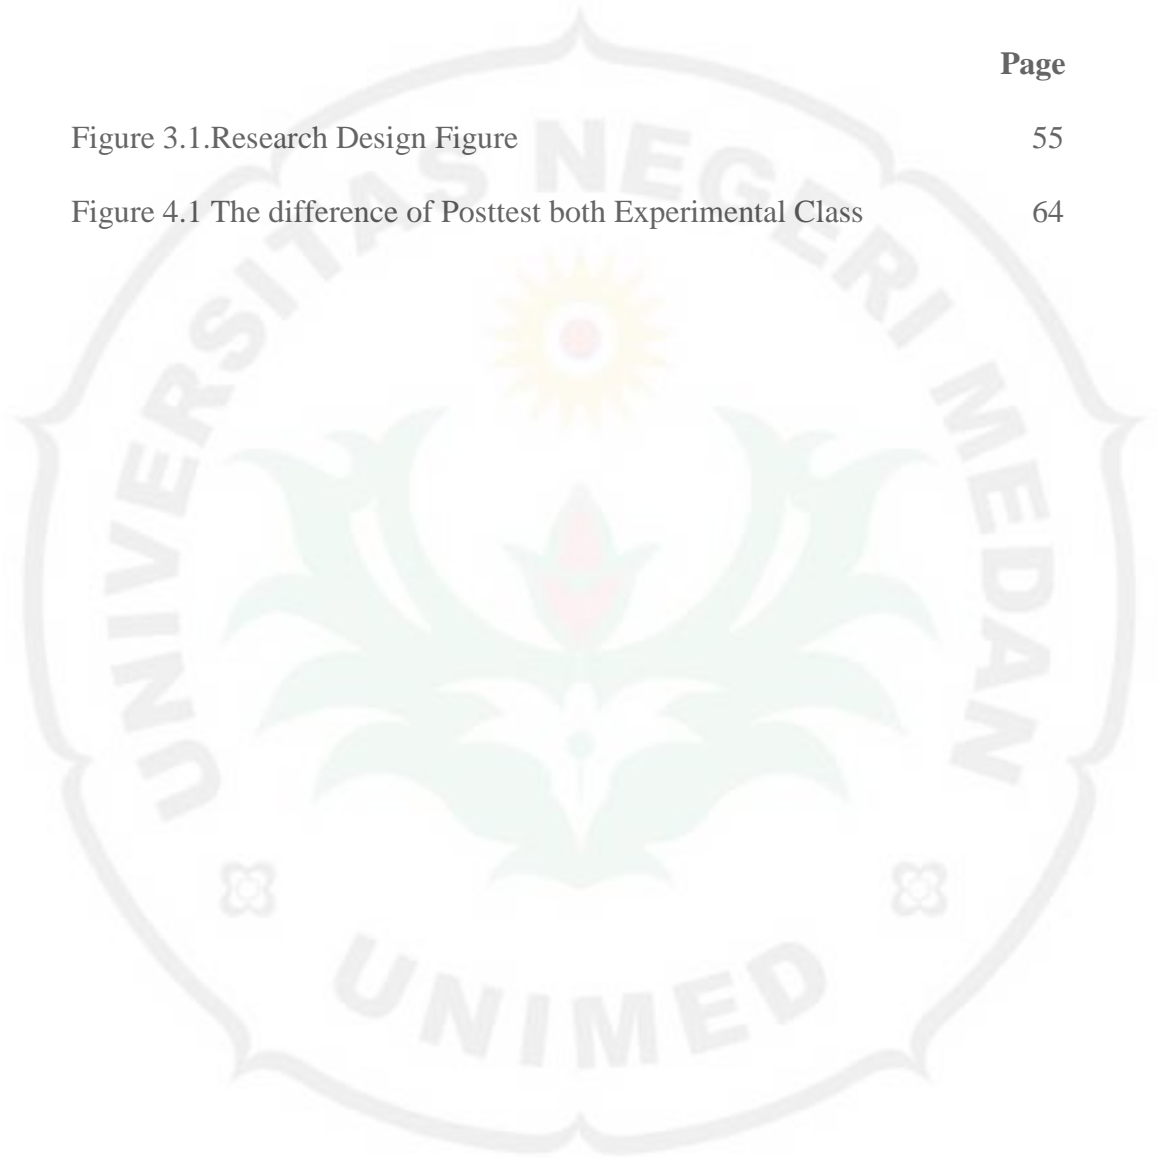 Page
Figure 3.1.Research Design Figure 55
Figure 4.1 The difference of Posttest both Experimental Class 64
UNIVERSITAS NEGERI MEDAN
UNIMED